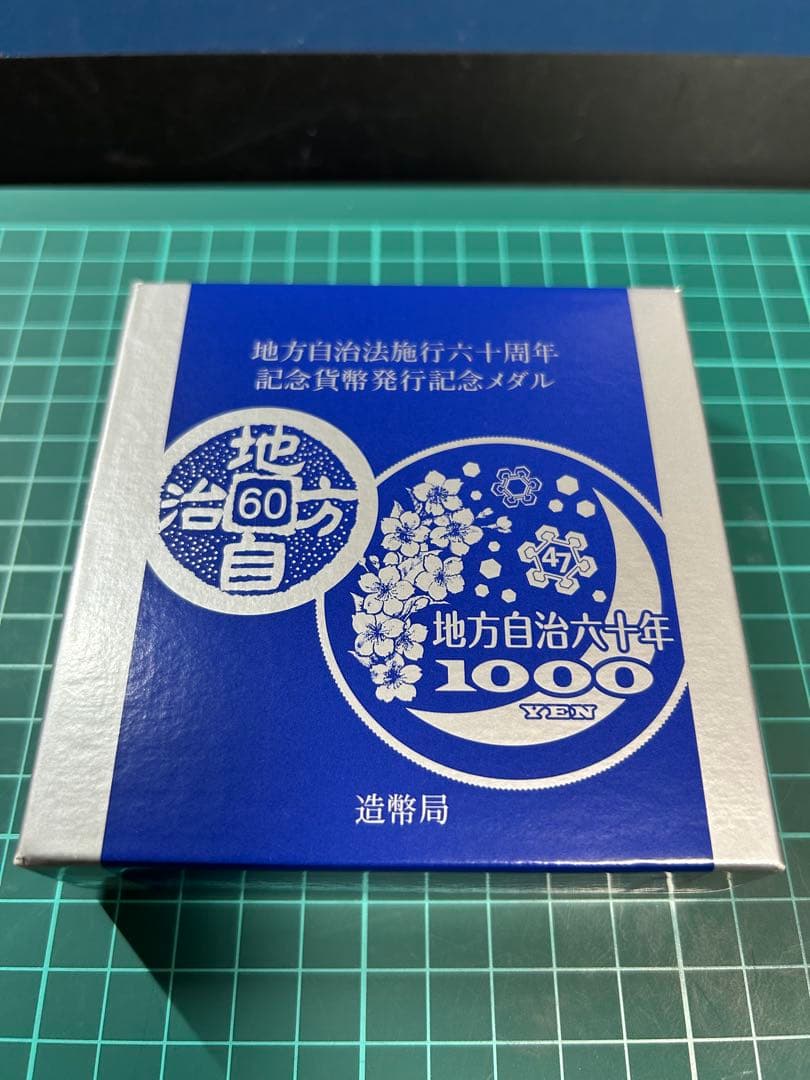 地方自治法施行六十周年
記念貨幣発行記念メダル
地方自治
60
47
地方自治六十年
1000
YEN
造幣局